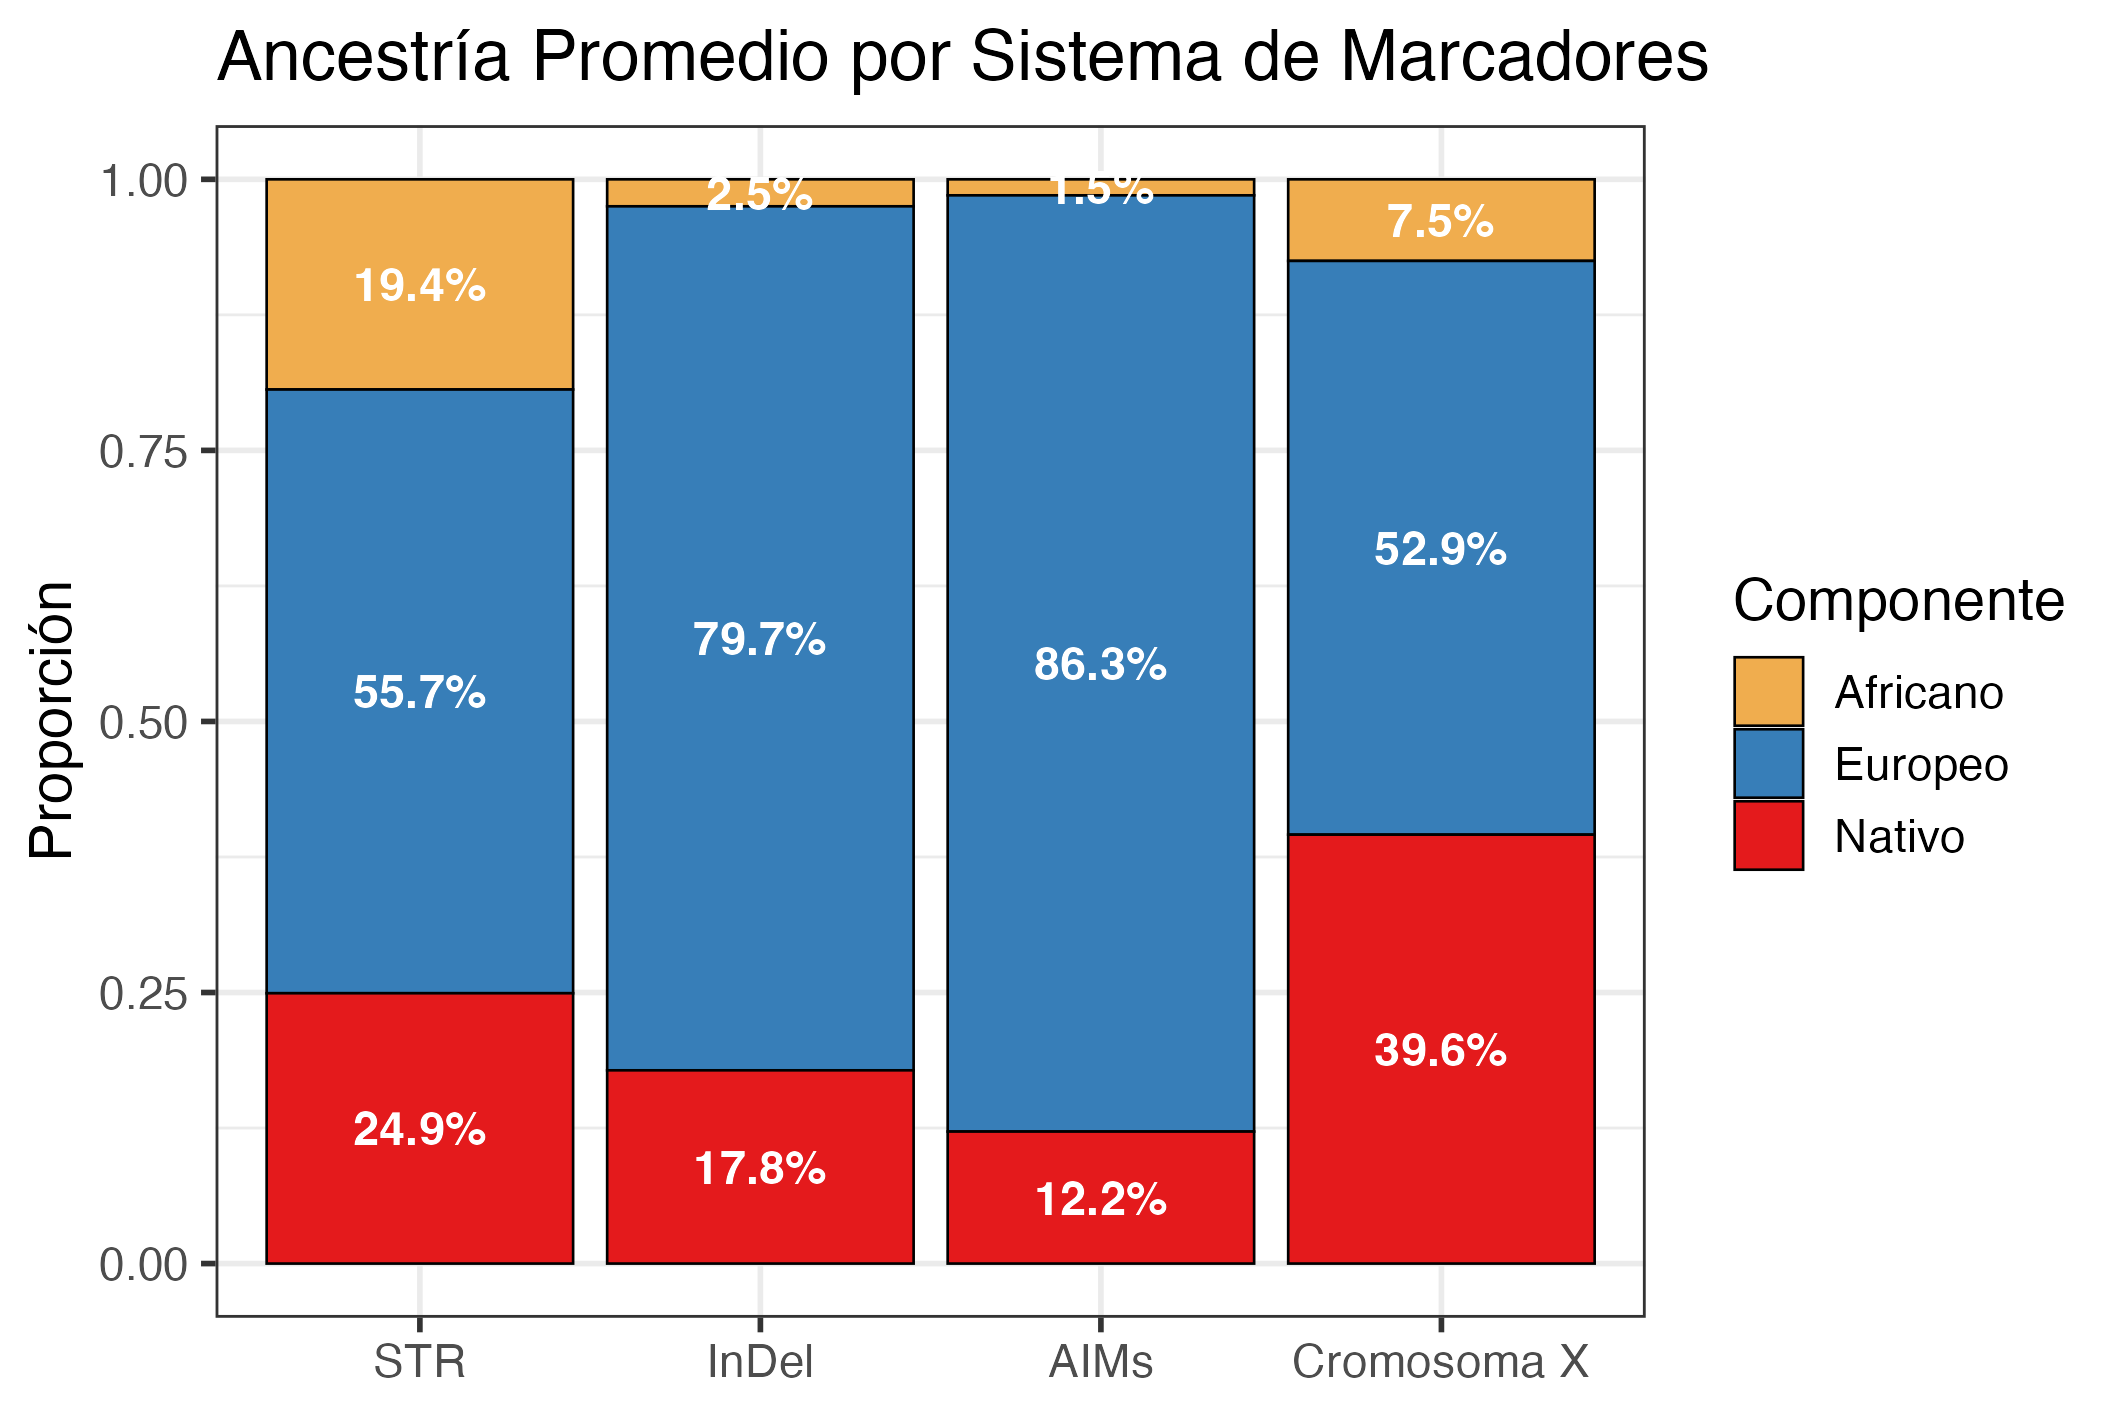 Ancestría Promedio por Sistema de Marcadores
Proporción
1.00
0.75
0.50
0.25
0.00
19.4%
55.7%
24.9%
2.5%
79.7%
17.8%
1.5%
86.3%
12.2%
7.5%
52.9%
39.6%
STR
InDel
AIMs
Cromosoma X
Componente
Africano
Europeo
Nativo